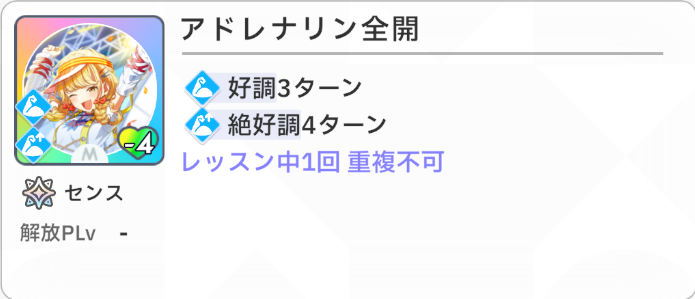 アドレナリン全開
好調3ターン
絶好調4ターン
レッスン中1回 重複不可
-4
M
センス
解放PLv -